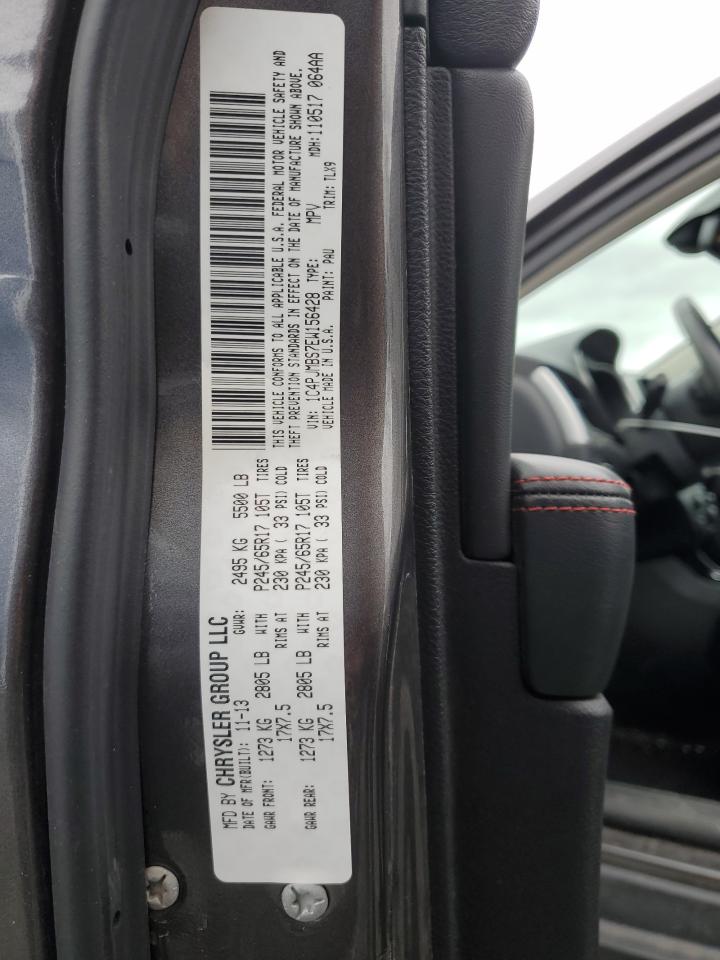 MFD BY CHRYSLER GROUP LLC
DATE OF MFR(BUILT): 11-13 GVWR: 2495 KG 5500 LB
GAWR FRONT: 1273 KG 2805 LB WITH P245/65R17 105T TIRES
17X7.5 RIMS AT 230 KPA ( 33 PSI) COLD
GAWR REAR: 1273 KG 2805 LB WITH P245/65R17 105T TIRES
17X7.5 RIMS AT 230 KPA ( 33 PSI) COLD
THIS VEHICLE CONFORMS TO ALL APPLICABLE U.S.A. FEDERAL MOTOR VEHICLE SAFETY AND
THEFT PREVENTION STANDARDS IN EFFECT ON THE DATE OF MANUFACTURE SHOWN ABOVE.
VIN: 1C4PJMBS7EW156428 TYPE: MPV MDH:110517 064AA
VEHICLE MADE IN U.S.A. PAINT: PAU TRIM: TLX9